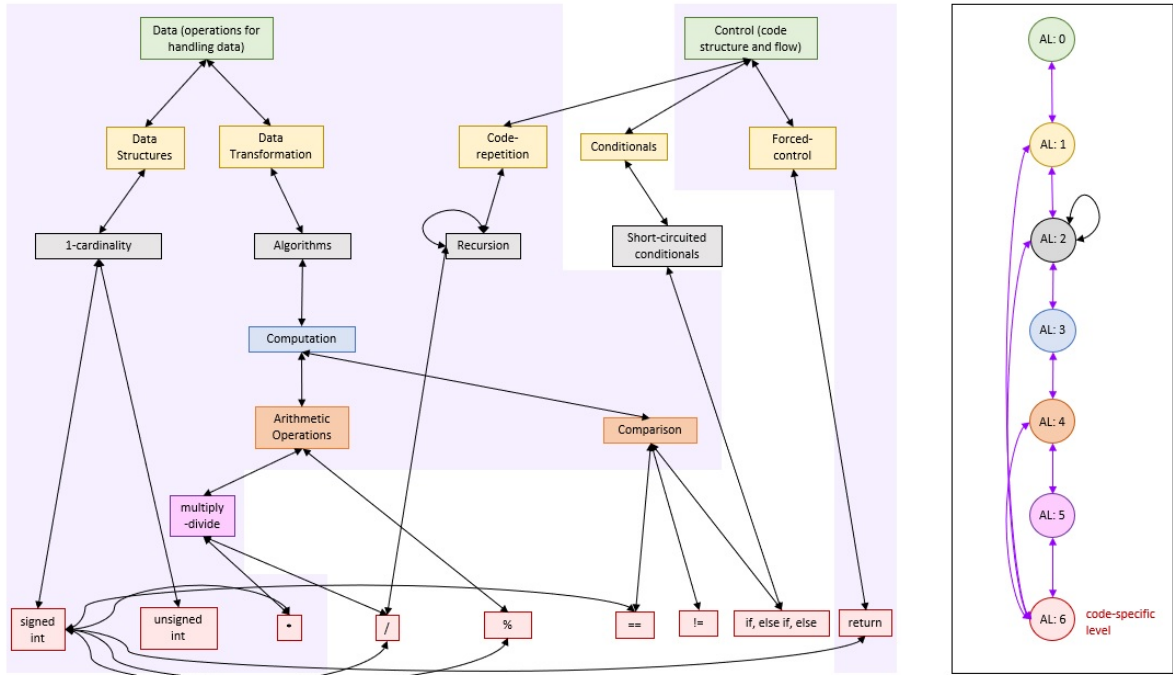 Data (operations for
handling data)
Control (code
structure and flow)
Data
Structures
Data
Transformation
Code-
repetition
Conditionals
Forced-
control
1-cardinality
Algorithms
Recursion
Short-circuited
conditionals
Computation
Arithmetic
Operations
Comparison
multiply
-divide
signed
int
unsigned
int
*
/
%
==
!=
if, else if, else
return
AL: 0
AL: 1
AL: 2
AL: 3
AL: 4
AL: 5
AL: 6
code-specific
level